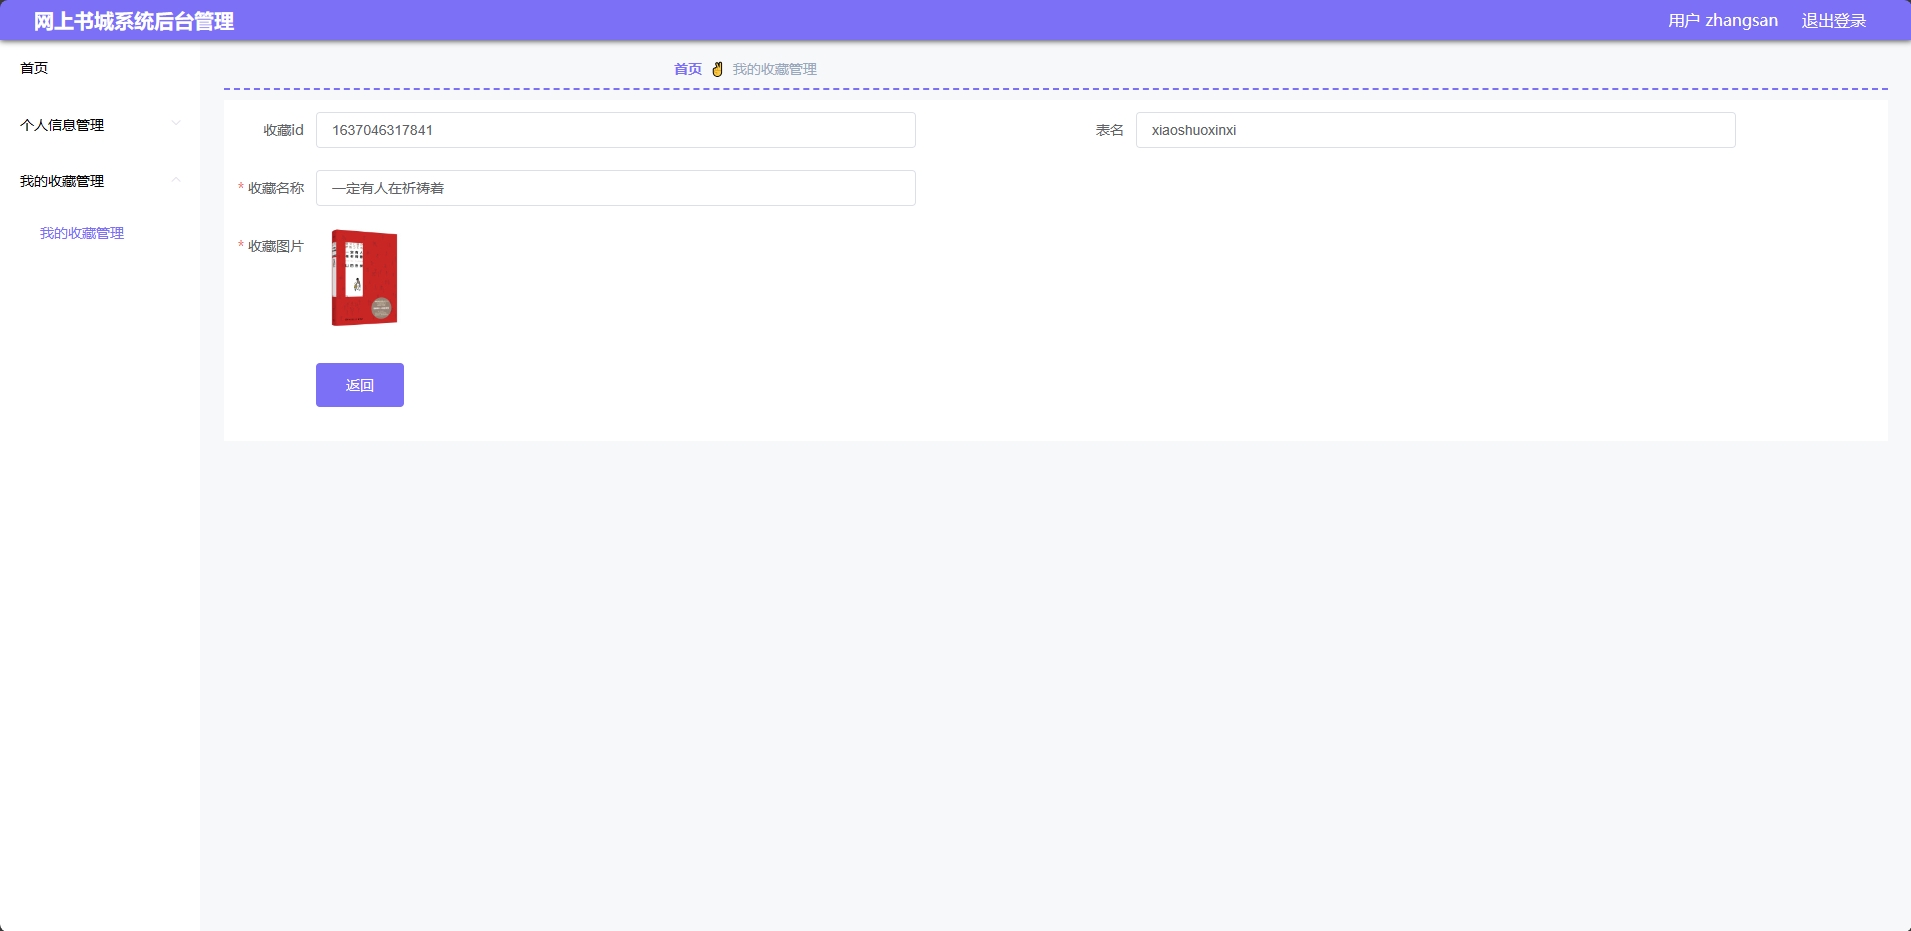 网上书城系统后台管理
用户 zhangsan 退出登录
首页
个人信息管理
我的收藏管理
我的收藏管理
首页 ✌ 我的收藏管理
收藏id 1637046317841 表名 xiaoshuoxinxi
* 收藏名称 一定有人在祈祷着
* 收藏图片
返回